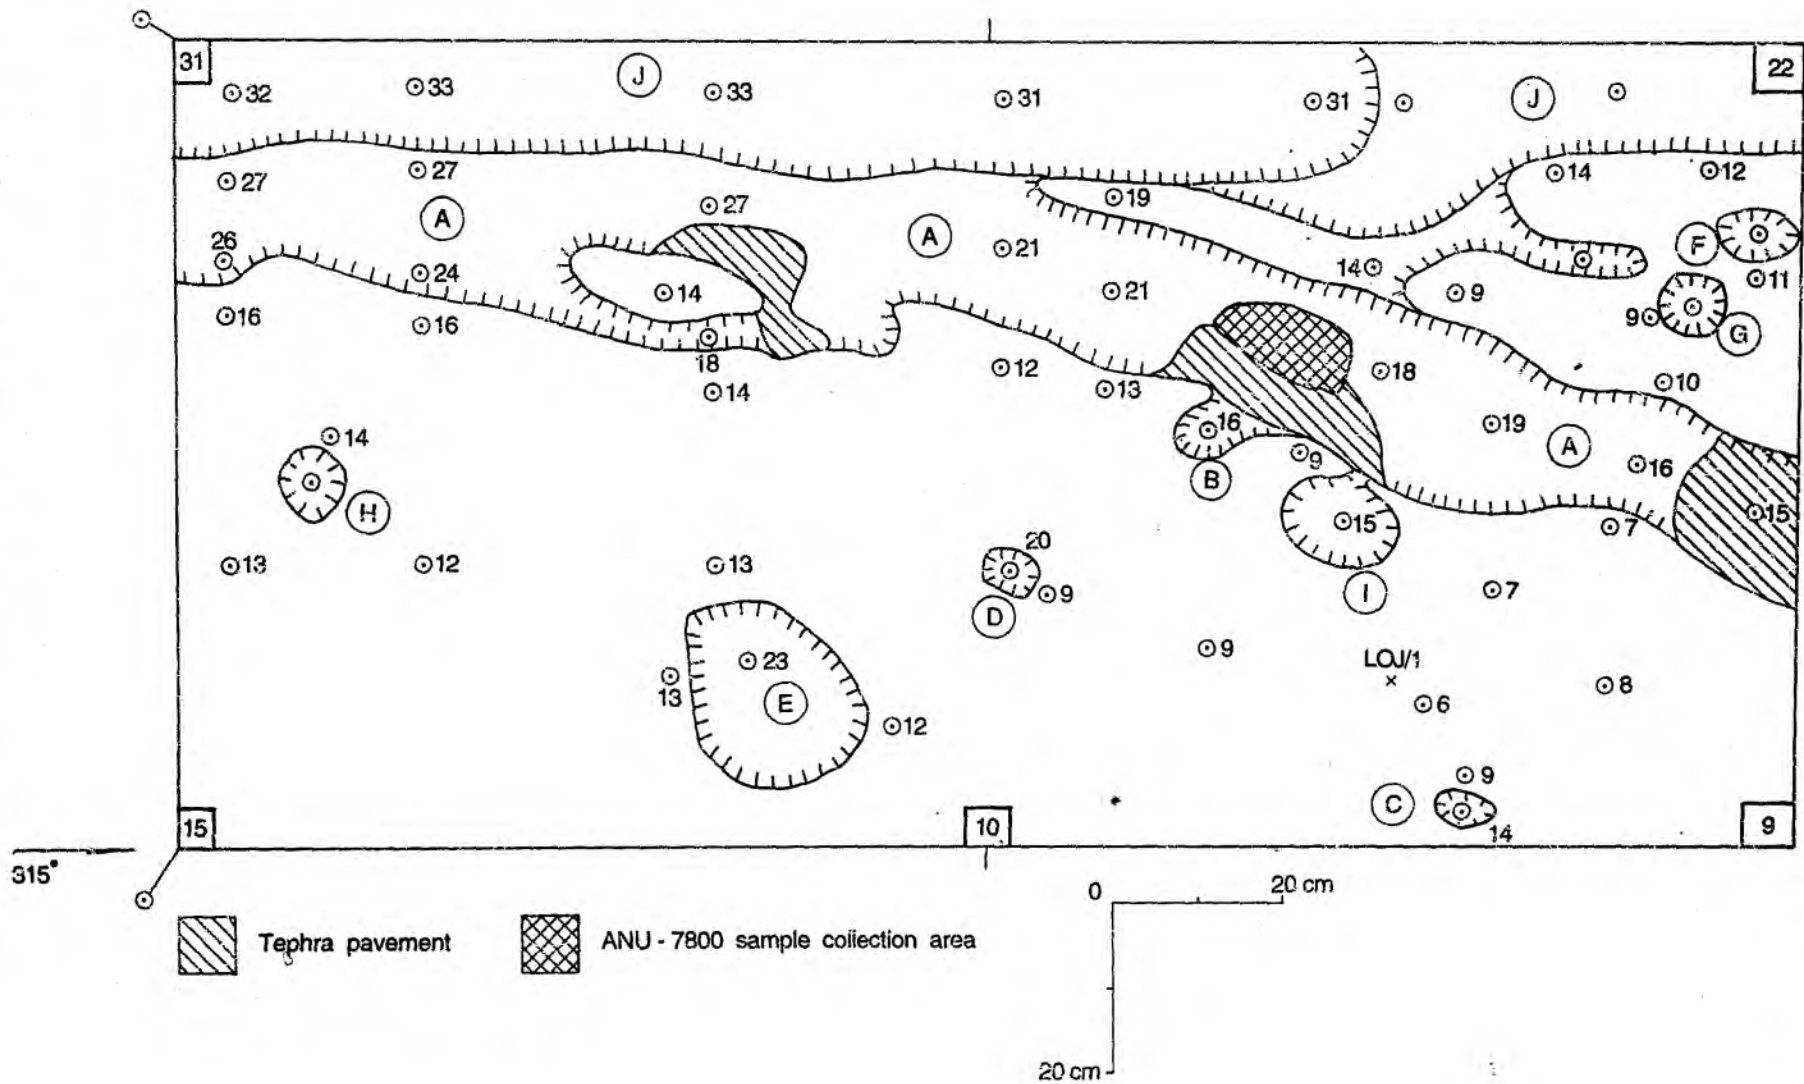 31 22
J J
32 33 33 31 31
27 27 27 19 14 12
A A
26 24 21 14 F
14 21 9 11
16 16 9 G
18
14 12 13 18 10
14 16 19 A 16
H B 9
15 7 15
13 12 13 20 9 7
D I
9
LOJ/1
13 23 8
E 12 6
9
C 14
15 10 9
315°
0 20 cm
Tephra pavement ANU - 7800 sample collection area
20 cm